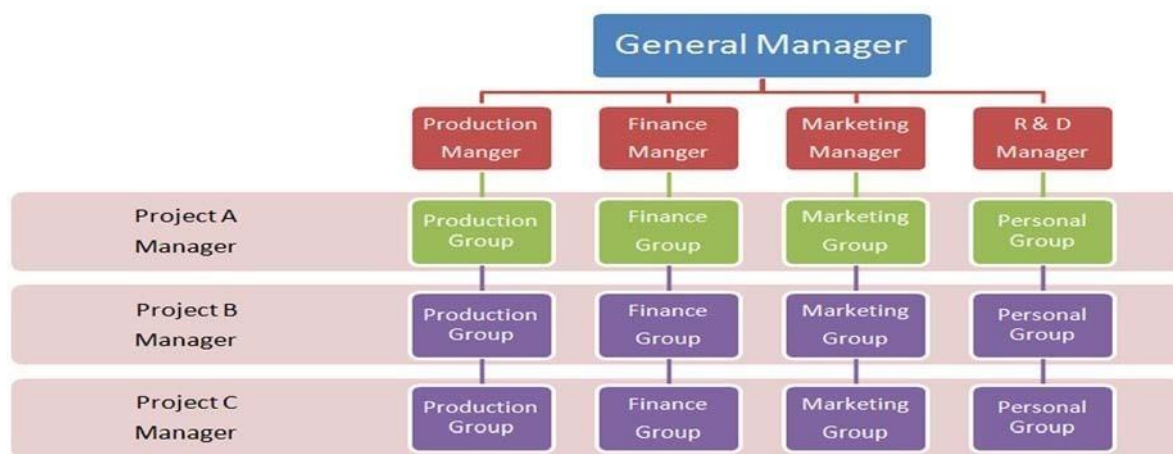 General Manager
Production
Manger
Finance
Manger
Marketing
Manager
R & D
Manager
Project A
Manager
Production
Group
Finance
Group
Marketing
Group
Personal
Group
Project B
Manager
Production
Group
Finance
Group
Marketing
Group
Personal
Group
Project C
Manager
Production
Group
Finance
Group
Marketing
Group
Personal
Group